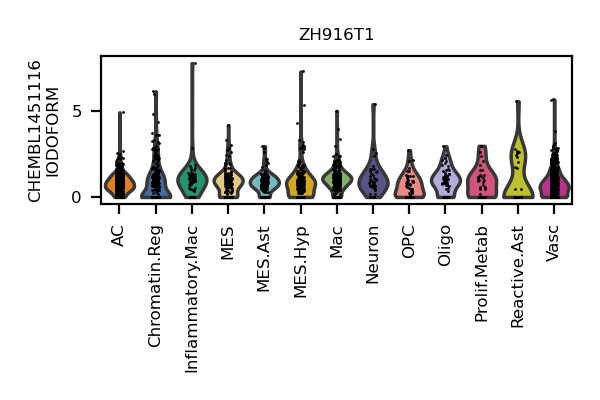 ZH916T1
CHEMBL1451116
IODOFORM
5
0
AC
Chromatin.Reg
Inflammatory.Mac
MES
MES.Ast
MES.Hyp
Mac
Neuron
OPC
Oligo
Prolif.Metab
Reactive.Ast
Vasc